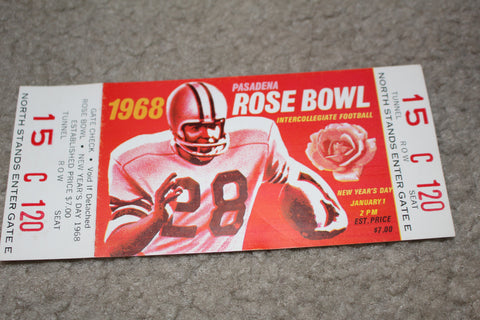 15 C 120
TUNNEL ROW SEAT
NORTH STANDS ENTER GATE E
GATE CHECK • Void If Detached
ROSE BOWL • NEW YEAR'S DAY 1968
ESTABLISHED PRICE $7.00
TUNNEL ROW SEAT
15 C 120
NORTH STANDS ENTER GATE E
1968
PASADENA
ROSE BOWL
INTERCOLLEGIATE FOOTBALL
28
NEW YEAR'S DAY
JANUARY 1
2 PM
EST. PRICE
$7.00